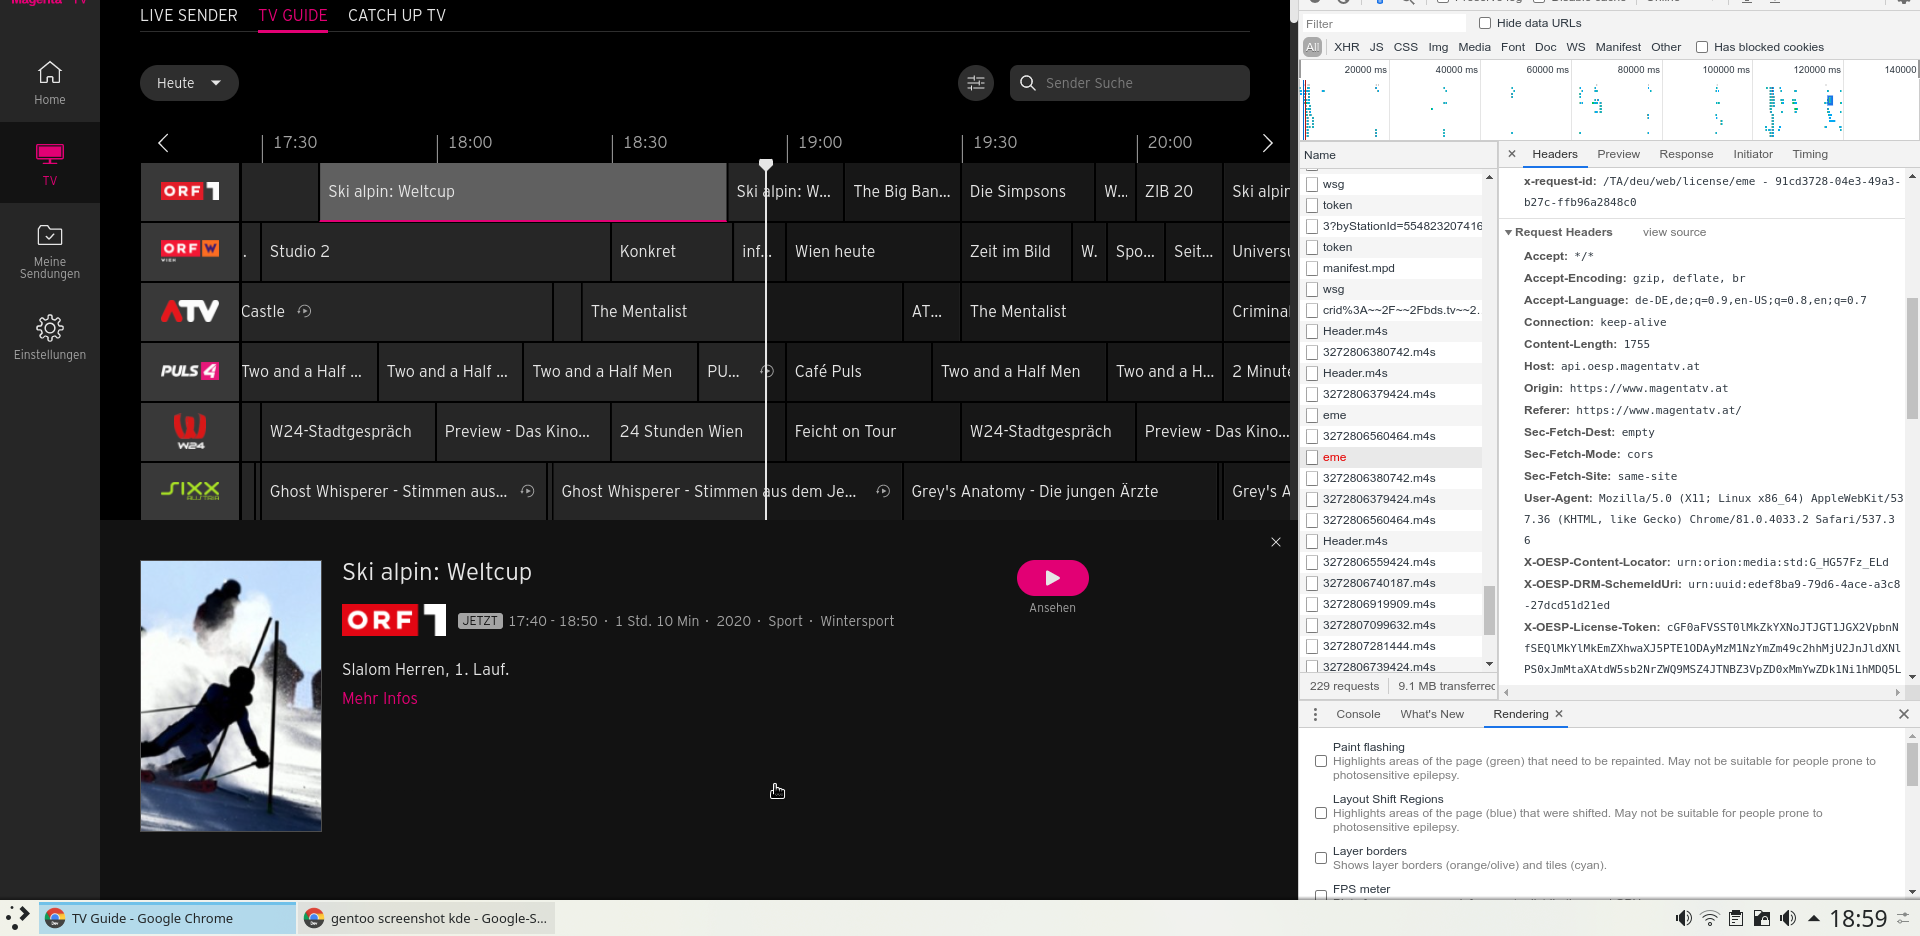 LIVE SENDER TV GUIDE CATCH UP TV
Home
TV
Meine
Sendungen
Einstellungen
Heute
Sender Suche
17:30 18:00 18:30 19:00 19:30 20:00
ORF 1 Ski alpin: Weltcup Ski alpin: W... The Big Ban... Die Simpsons W... ZIB 20 Ski alpin
ORF W WIEN . Studio 2 Konkret inf... Wien heute Zeit im Bild W. Spo... Seit... Univers
ATV Castle The Mentalist AT... The Mentalist Crimina
PULS 4 Two and a Half ... Two and a Half ... Two and a Half Men PU... Café Puls Two and a Half Men Two and a H... 2 Minute
W24 W24-Stadtgespräch Preview - Das Kino... 24 Stunden Wien Feicht on Tour W24-Stadtgespräch Preview - Das Kino...
SIXX AUSTRIA Ghost Whisperer - Stimmen aus... Ghost Whisperer - Stimmen aus dem Je... Grey's Anatomy - Die jungen Ärzte Grey's A
Ski alpin: Weltcup
ORF 1 JETZT 17:40 - 18:50 · 1 Std. 10 Min · 2020 · Sport · Wintersport
Slalom Herren, 1. Lauf.
Mehr Infos
Ansehen
Filter Hide data URLs
All XHR JS CSS Img Media Font Doc WS Manifest Other Has blocked cookies
20000 ms 40000 ms 60000 ms 80000 ms 100000 ms 120000 ms 140000
Name
wsg
token
3?byStationId=554823207416
token
manifest.mpd
wsg
crid%3A~~2F~~2Fbds.tv~~2.
Header.m4s
3272806380742.m4s
Header.m4s
3272806379424.m4s
eme
3272806560464.m4s
eme
3272806380742.m4s
3272806379424.m4s
3272806560464.m4s
Header.m4s
3272806559424.m4s
3272806740187.m4s
3272806919909.m4s
3272807099632.m4s
3272807281444.m4s
3272806739424.m4s
229 requests 9.1 MB transferred
Headers Preview Response Initiator Timing
x-request-id: /TA/deu/web/license/eme - 91cd3728-04e3-49a3-
b27c-ffb96a2848c0
Request Headers view source
Accept: */*
Accept-Encoding: gzip, deflate, br
Accept-Language: de-DE,de;q=0.9,en-US;q=0.8,en;q=0.7
Connection: keep-alive
Content-Length: 1755
Host: api.oesp.magentatv.at
Origin: https://www.magentatv.at
Referer: https://www.magentatv.at/
Sec-Fetch-Dest: empty
Sec-Fetch-Mode: cors
Sec-Fetch-Site: same-site
User-Agent: Mozilla/5.0 (X11; Linux x86_64) AppleWebKit/53
7.36 (KHTML, like Gecko) Chrome/81.0.4033.2 Safari/537.3
6
X-OESP-Content-Locator: urn:orion:media:std:G_HG57Fz_ELd
X-OESP-DRM-SchemeIdUri: urn:uuid:edef8ba9-79d6-4ace-a3c8
-27dcd51d21ed
X-OESP-License-Token: cGF0aFVSST0lMkZkYXNoJTJGT1JGX2VpbnN
fSEQlMkYlMkEmZXhwaXJ5PTE1ODAyMzM1NzYmZm49c2hhMjU2JnJldXNl
PS0xJmMtaXAtdW5sb2NrZWQ9MSZ4JTNBZ3VpZD0xMmYwZDk1Ni1hMDQ5L
Console What's New Rendering
Paint flashing
Highlights areas of the page (green) that need to be repainted. May not be suitable for people prone to
photosensitive epilepsy.
Layout Shift Regions
Highlights areas of the page (blue) that were shifted. May not be suitable for people prone to
photosensitive epilepsy.
Layer borders
Shows layer borders (orange/olive) and tiles (cyan).
FPS meter
TV Guide - Google Chrome gentoo screenshot kde - Google-S... 18:59